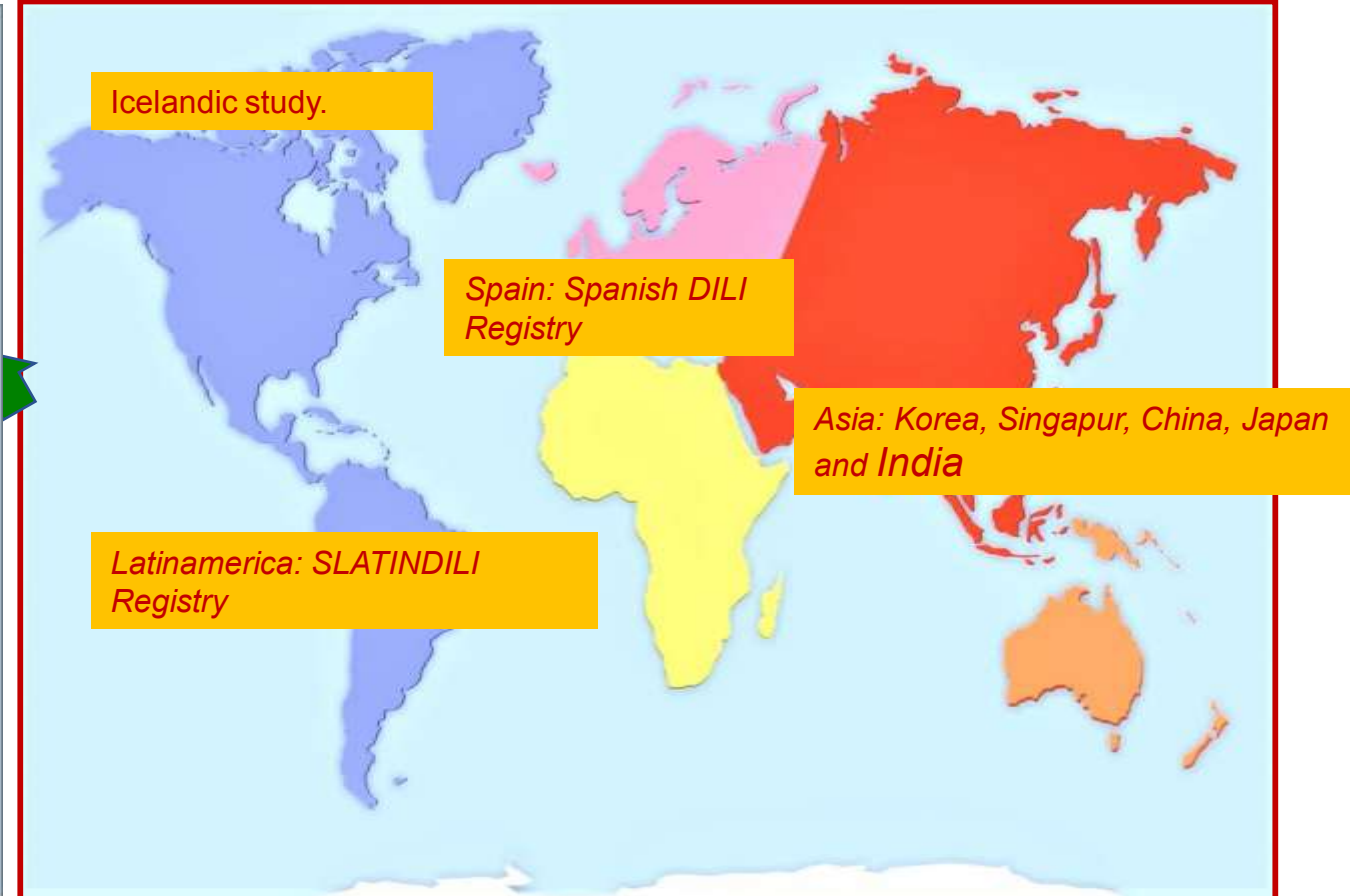 Icelandic study.
Spain: Spanish DILI
Registry
Asia: Korea, Singapur, China, Japan
and India
Latinamerica: SLATINDILI
Registry